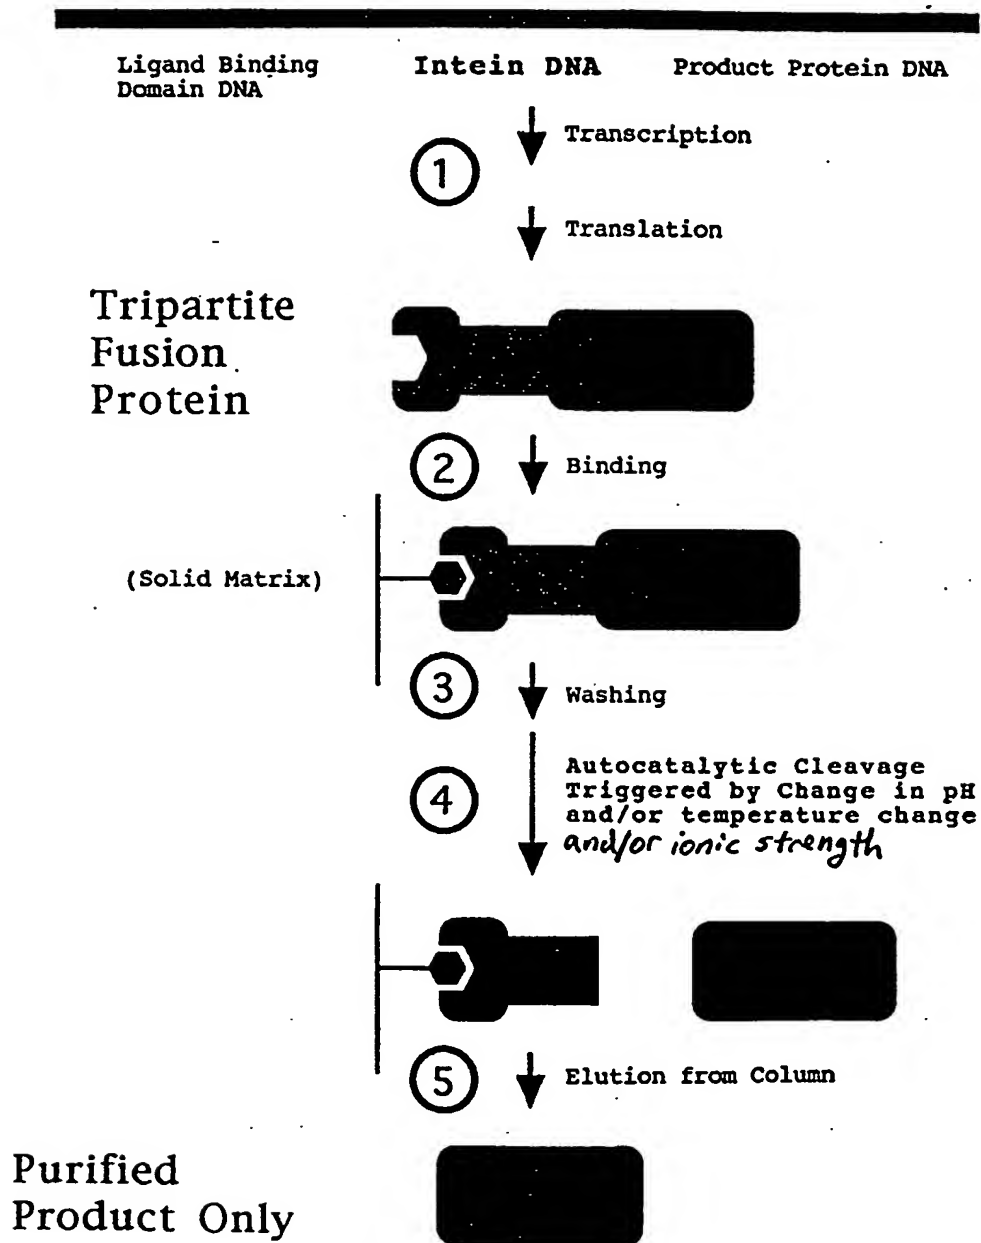 Ligand Binding
Domain DNA
Intein DNA
Product Protein DNA
Transcription
1
Translation
Tripartite
Fusion
Protein
2
Binding
(Solid Matrix)
3
Washing
4
Autocatalytic Cleavage
Triggered by Change in pH
and/or temperature change
and/or ionic strength
5
Elution from Column
Purified
Product Only